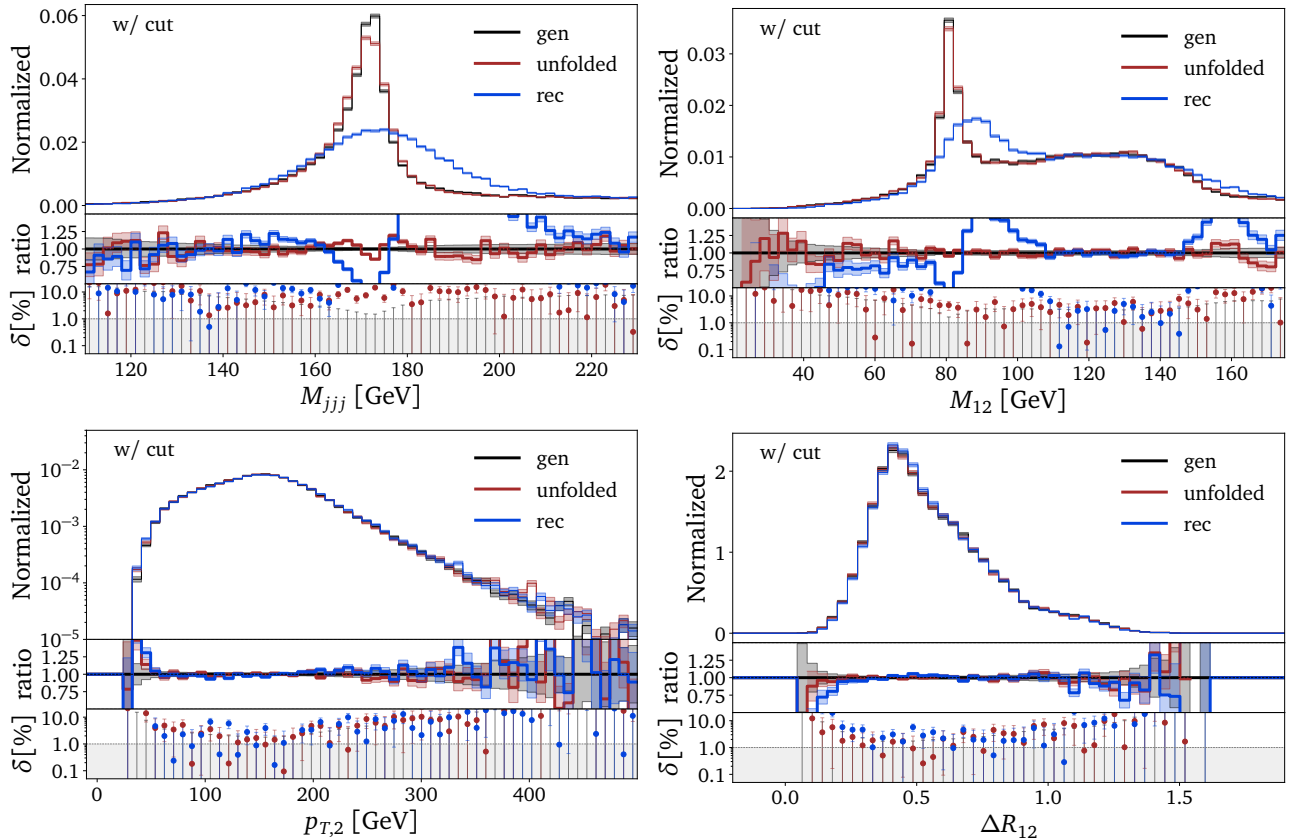 w/ cut
gen
unfolded
rec
Normalized
0.06
0.04
0.02
0.00
ratio
1.25
1.00
0.75
δ[%]
10.0
1.0
0.1
120 140 160 180 200 220
M_jjj [GeV]
w/ cut
gen
unfolded
rec
Normalized
0.03
0.02
0.01
0.00
ratio
1.25
1.00
0.75
δ[%]
10.0
1.0
0.1
40 60 80 100 120 140 160
M_12 [GeV]
w/ cut
gen
unfolded
rec
Normalized
10⁻²
10⁻³
10⁻⁴
10⁻⁵
ratio
1.25
1.00
0.75
δ[%]
10.0
1.0
0.1
0 100 200 300 400
p_T,2 [GeV]
w/ cut
gen
unfolded
rec
Normalized
2
1
0
ratio
1.25
1.00
0.75
δ[%]
10.0
1.0
0.1
0.0 0.5 1.0 1.5
ΔR_12